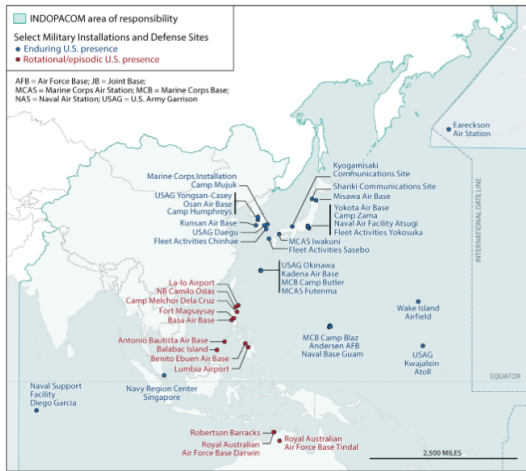 INDOPACOM area of responsibility
Select Military Installations and Defense Sites
Enduring U.S. presence
Rotational/episodic U.S. presence
AFB = Air Force Base; JB = Joint Base;
MCAS = Marine Corps Air Station; MCB = Marine Corps Base;
NAS = Naval Air Station; USAG = U.S. Army Garrison
Eareckson
Air Station
Kyogamisaki
Communications Site
Marine Corps Installation
Camp Mujuk
Shariki Communications Site
Misawa Air Base
USAG Yongsan-Casey
Osan Air Base
Camp Humphreys
Yokota Air Base
Camp Zama
Naval Air Facility Atsugi
Fleet Activities Yokosuka
Kunsan Air Base
USAG Daegu
Fleet Activities Chinhae
MCAS Iwakuni
Fleet Activities Sasebo
INTERNATIONAL DATE LINE
USAG Okinawa
Kadena Air Base
MCB Camp Butler
MCAS Futenma
La-lo Airport
NB Camilo Osias
Camp Melchor Dela Cruz
Fort Magsaysay
Basa Air Base
Wake Island
Airfield
Antonio Bautista Air Base
Balabac Island
Benito Ebuen Air Base
Lumbia Airport
MCB Camp Blaz
Andersen AFB
Naval Base Guam
USAG
Kwajalein
Atoll
EQUATOR
Naval Support
Facility
Diego Garcia
Navy Region Center
Singapore
Robertson Barracks
Royal Australian
Air Force Base Darwin
Royal Australian
Air Force Base Tindal
2,500 MILES